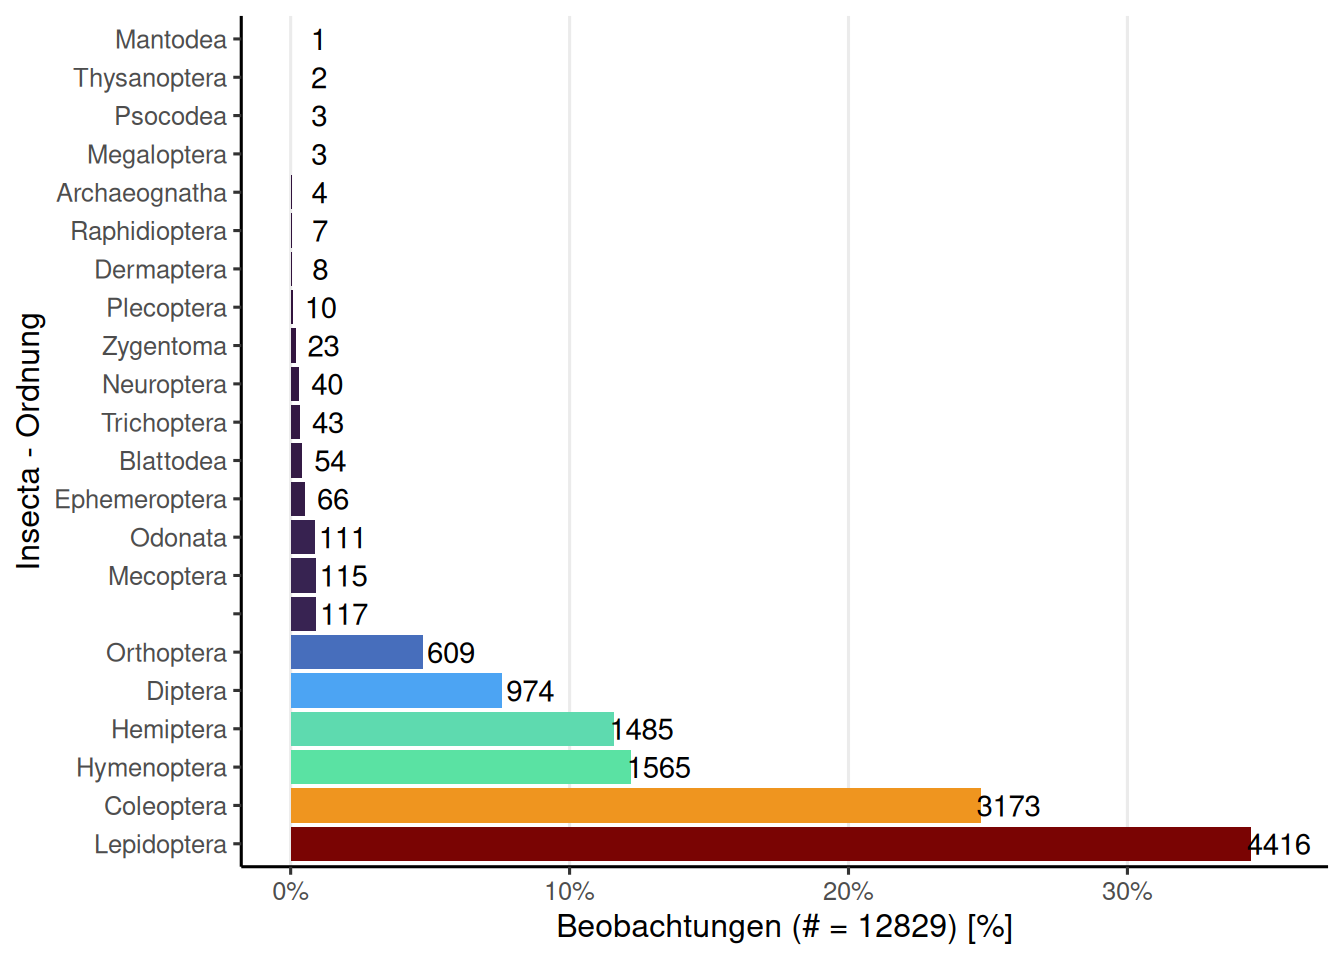 Insecta - Ordnung
Mantodea 1
Thysanoptera 2
Psocodea 3
Megaloptera 3
Archaeognatha 4
Raphidioptera 7
Dermaptera 8
Plecoptera 10
Zygentoma 23
Neuroptera 40
Trichoptera 43
Blattodea 54
Ephemeroptera 66
Odonata 111
Mecoptera 115
117
Orthoptera 609
Diptera 974
Hemiptera 1485
Hymenoptera 1565
Coleoptera 3173
Lepidoptera 4416
0% 10% 20% 30%
Beobachtungen (# = 12829) [%]